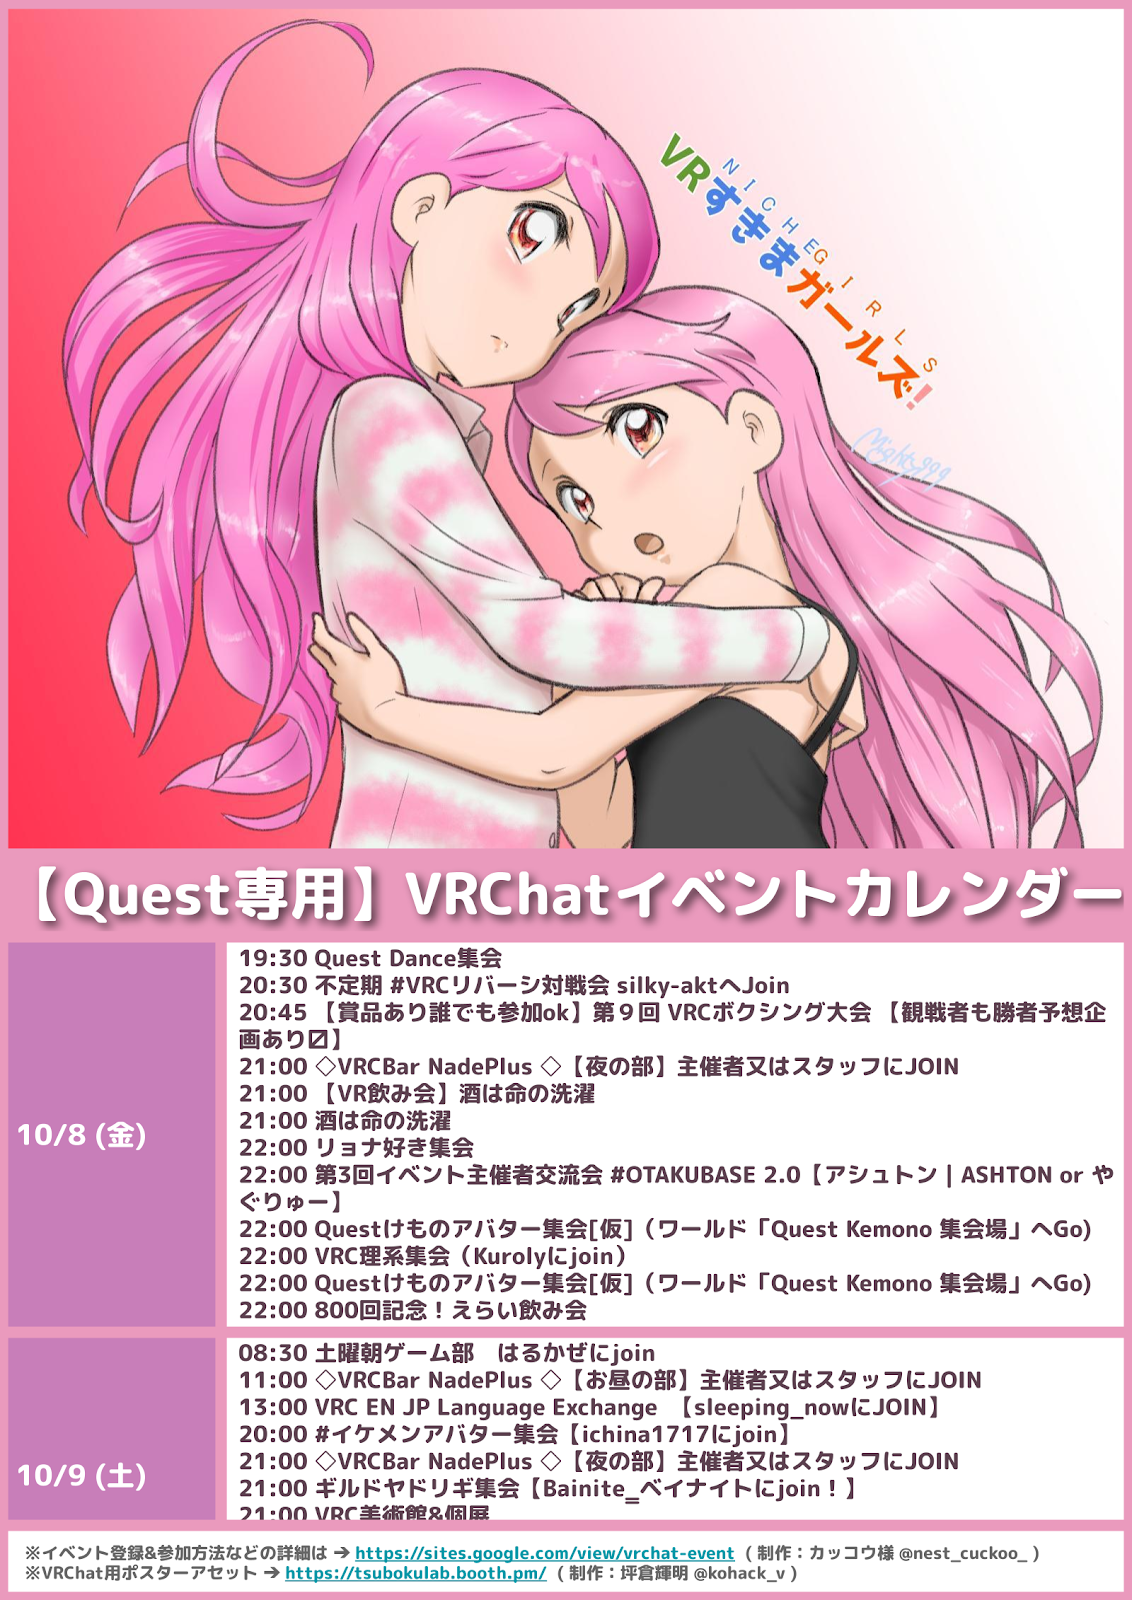 NICHE GIRLS
VRすきまガールズ!
Mighty999
【Quest専用】VRChatイベントカレンダー
10/8 (金)
19:30 Quest Dance集会
20:30 不定期 #VRCリバーシ対戦会 silky-aktへJoin
20:45 【賞品あり誰でも参加ok】第９回 VRCボクシング大会 【観戦者も勝者予想企
画あり〼】
21:00 ◇VRCBar NadePlus ◇【夜の部】主催者又はスタッフにJOIN
21:00 【VR飲み会】酒は命の洗濯
21:00 酒は命の洗濯
22:00 リョナ好き集会
22:00 第3回イベント主催者交流会 #OTAKUBASE 2.0【アシュトン | ASHTON or や
ぐりゅー】
22:00 Questけものアバター集会[仮]（ワールド「Quest Kemono 集会場」へGo)
22:00 VRC理系集会（Kurolyにjoin）
22:00 Questけものアバター集会[仮]（ワールド「Quest Kemono 集会場」へGo)
22:00 800回記念！えらい飲み会
10/9 (土)
08:30 土曜朝ゲーム部　はるかぜにjoin
11:00 ◇VRCBar NadePlus ◇【お昼の部】主催者又はスタッフにJOIN
13:00 VRC EN JP Language Exchange 【sleeping_nowにJOIN】
20:00 #イケメンアバター集会【ichina1717にjoin】
21:00 ◇VRCBar NadePlus ◇【夜の部】主催者又はスタッフにJOIN
21:00 ギルドヤドリギ集会【Bainite‗ベイナイトにjoin！】
21:00 VRC美術館&個展
※イベント登録&参加方法などの詳細は → https://sites.google.com/view/vrchat-event ( 制作：カッコウ様 @nest_cuckoo_ )
※VRChat用ポスターアセット → https://tsubokulab.booth.pm/ ( 制作：坪倉輝明 @kohack_v )